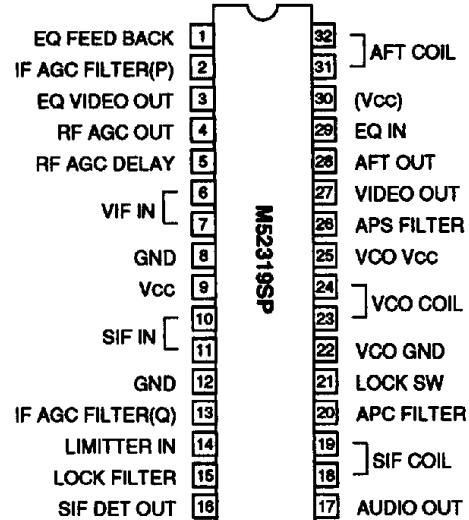 EQ FEED BACK 1
IF AGC FILTER(P) 2
EQ VIDEO OUT 3
RF AGC OUT 4
RF AGC DELAY 5
VIF IN 6
7
GND 8
Vcc 9
SIF IN 10
11
GND 12
IF AGC FILTER(Q) 13
LIMITTER IN 14
LOCK FILTER 15
SIF DET OUT 16
M52319SP
32 AFT COIL
31
30 (Vcc)
29 EQ IN
28 AFT OUT
27 VIDEO OUT
26 APS FILTER
25 VCO Vcc
24 VCO COIL
23
22 VCO GND
21 LOCK SW
20 APC FILTER
19 SIF COIL
18
17 AUDIO OUT